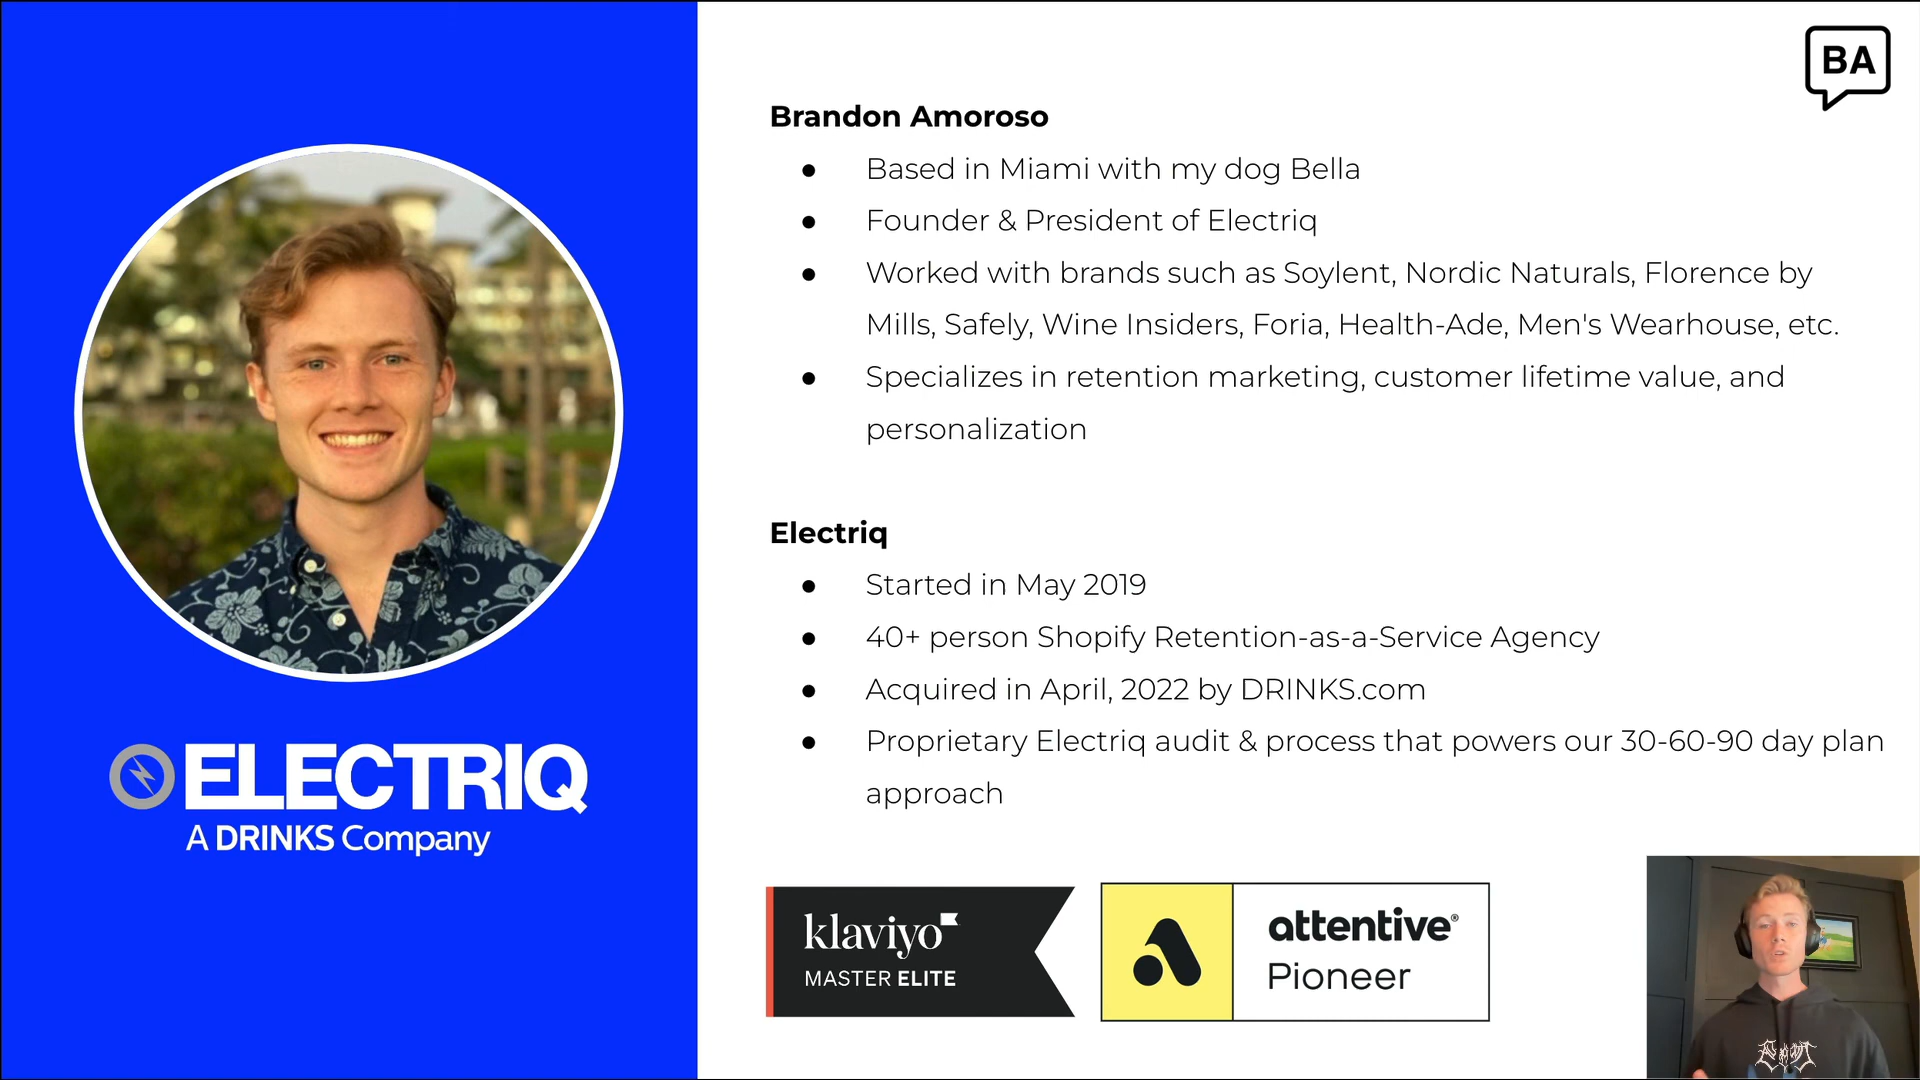 BA
Brandon Amoroso
● Based in Miami with my dog Bella
● Founder & President of Electriq
● Worked with brands such as Soylent, Nordic Naturals, Florence by
Mills, Safely, Wine Insiders, Foria, Health-Ade, Men's Wearhouse, etc.
● Specializes in retention marketing, customer lifetime value, and
personalization
Electriq
● Started in May 2019
● 40+ person Shopify Retention-as-a-Service Agency
● Acquired in April, 2022 by DRINKS.com
● Proprietary Electriq audit & process that powers our 30-60-90 day plan
approach
ELECTRIQ
A DRINKS Company
klaviyo
MASTER ELITE
attentive®
Pioneer